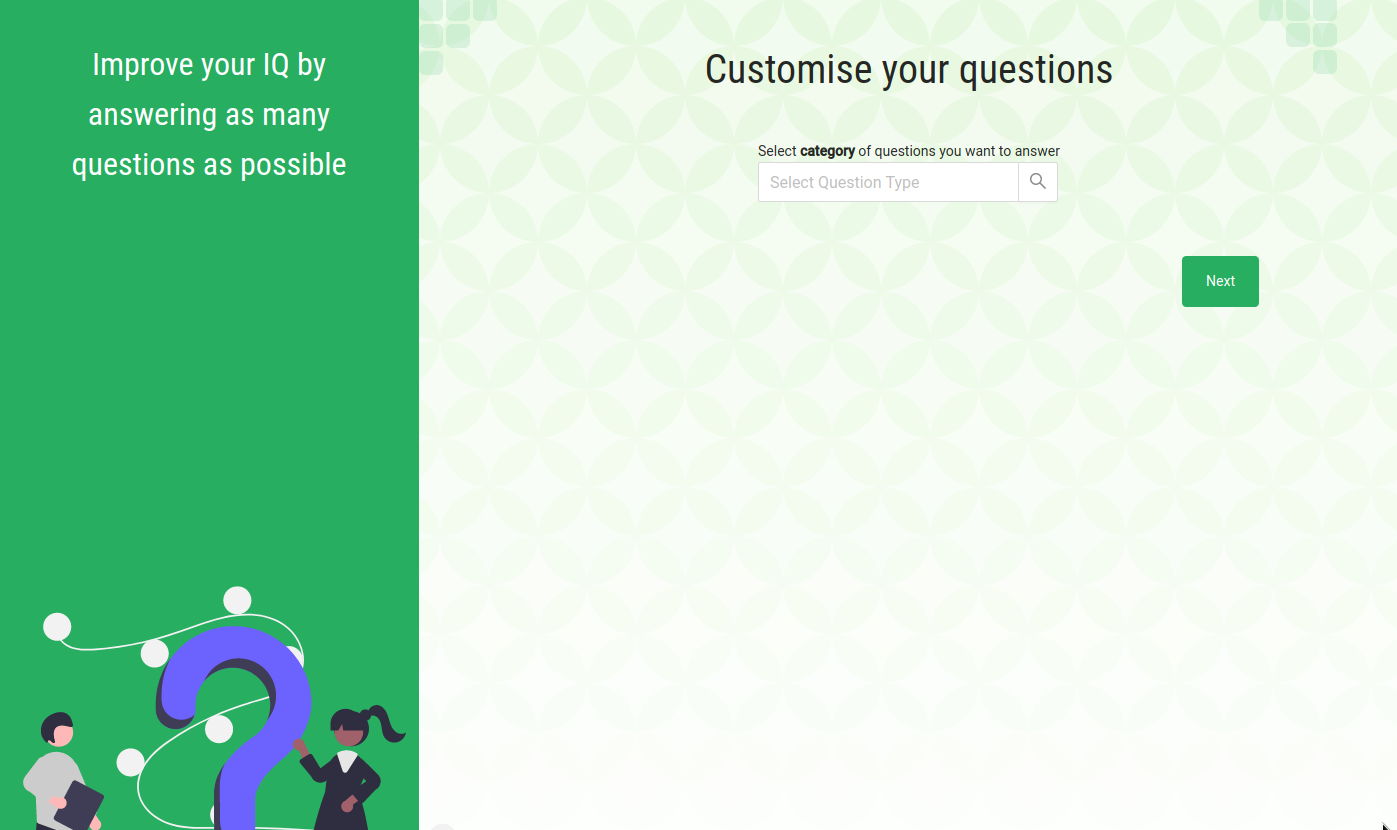 Improve your IQ by
answering as many
questions as possible
Customise your questions
Select category of questions you want to answer
Select Question Type
Next